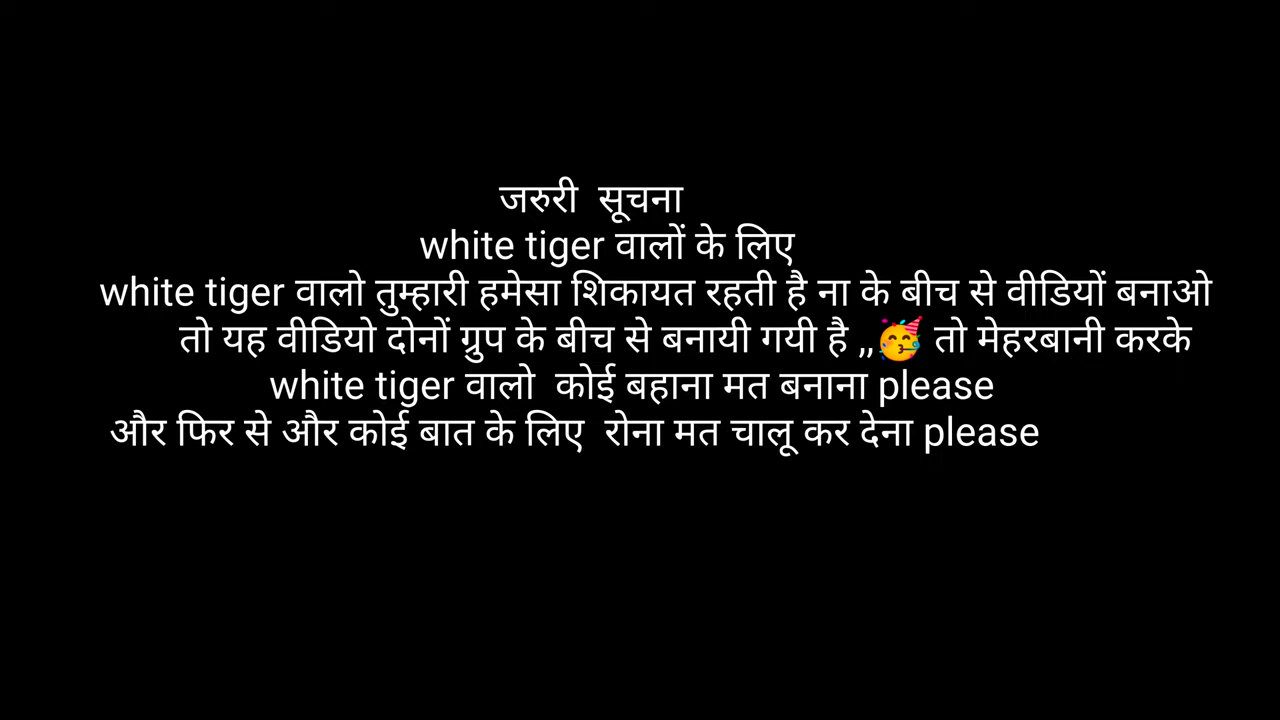 जरुरी सूचना
white tiger वालों के लिए
white tiger वालो तुम्हारी हमेसा शिकायत रहती है ना के बीच से वीडियों बनाओ
तो यह वीडियो दोनों ग्रुप के बीच से बनायी गयी है ,,🥳 तो मेहरबानी करके
white tiger वालो कोई बहाना मत बनाना please
और फिर से और कोई बात के लिए रोना मत चालू कर देना please